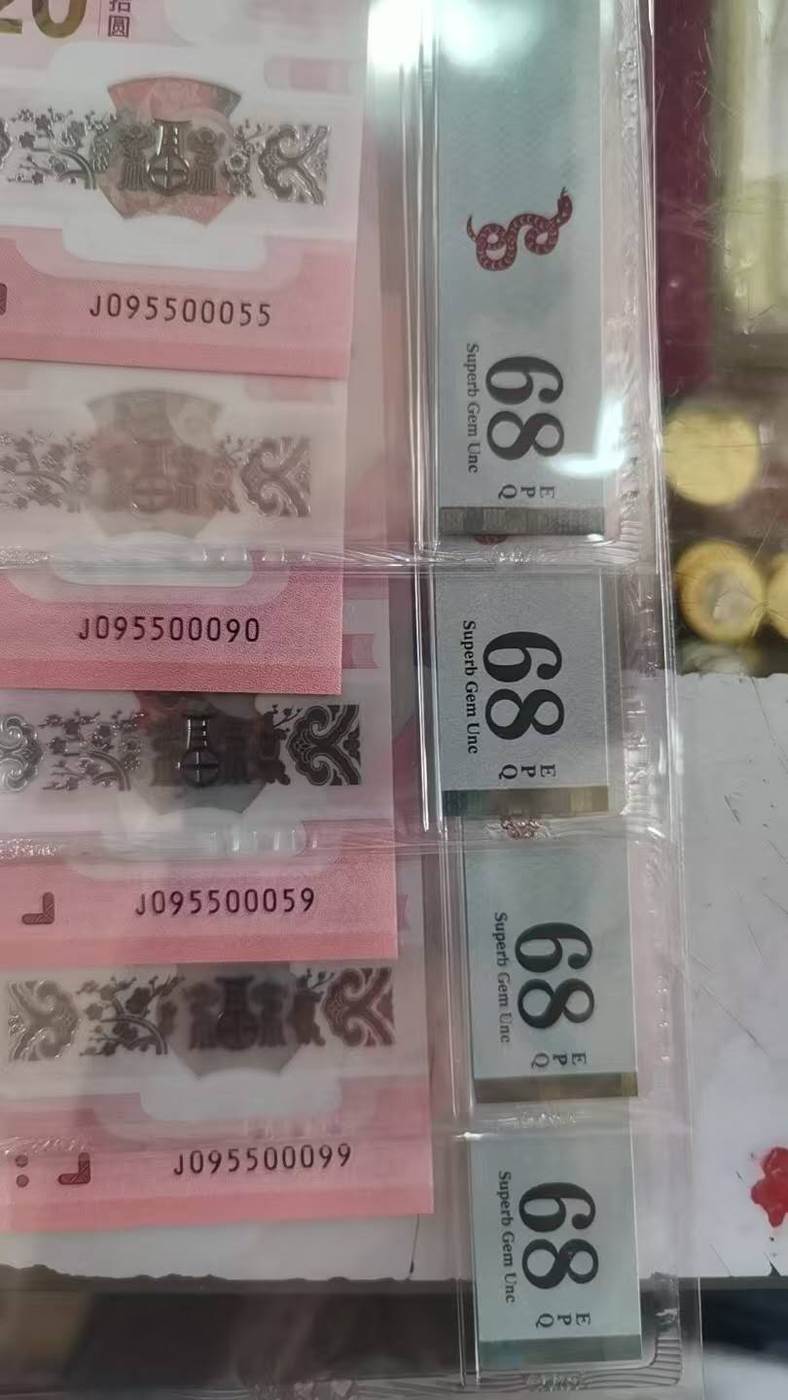 20
拾圆
J095500055
68
EPQ
Superb Gem Unc
J095500090
68
EPQ
Superb Gem Unc
J095500059
68
EPQ
Superb Gem Unc
J095500099
68
EPQ
Superb Gem Unc